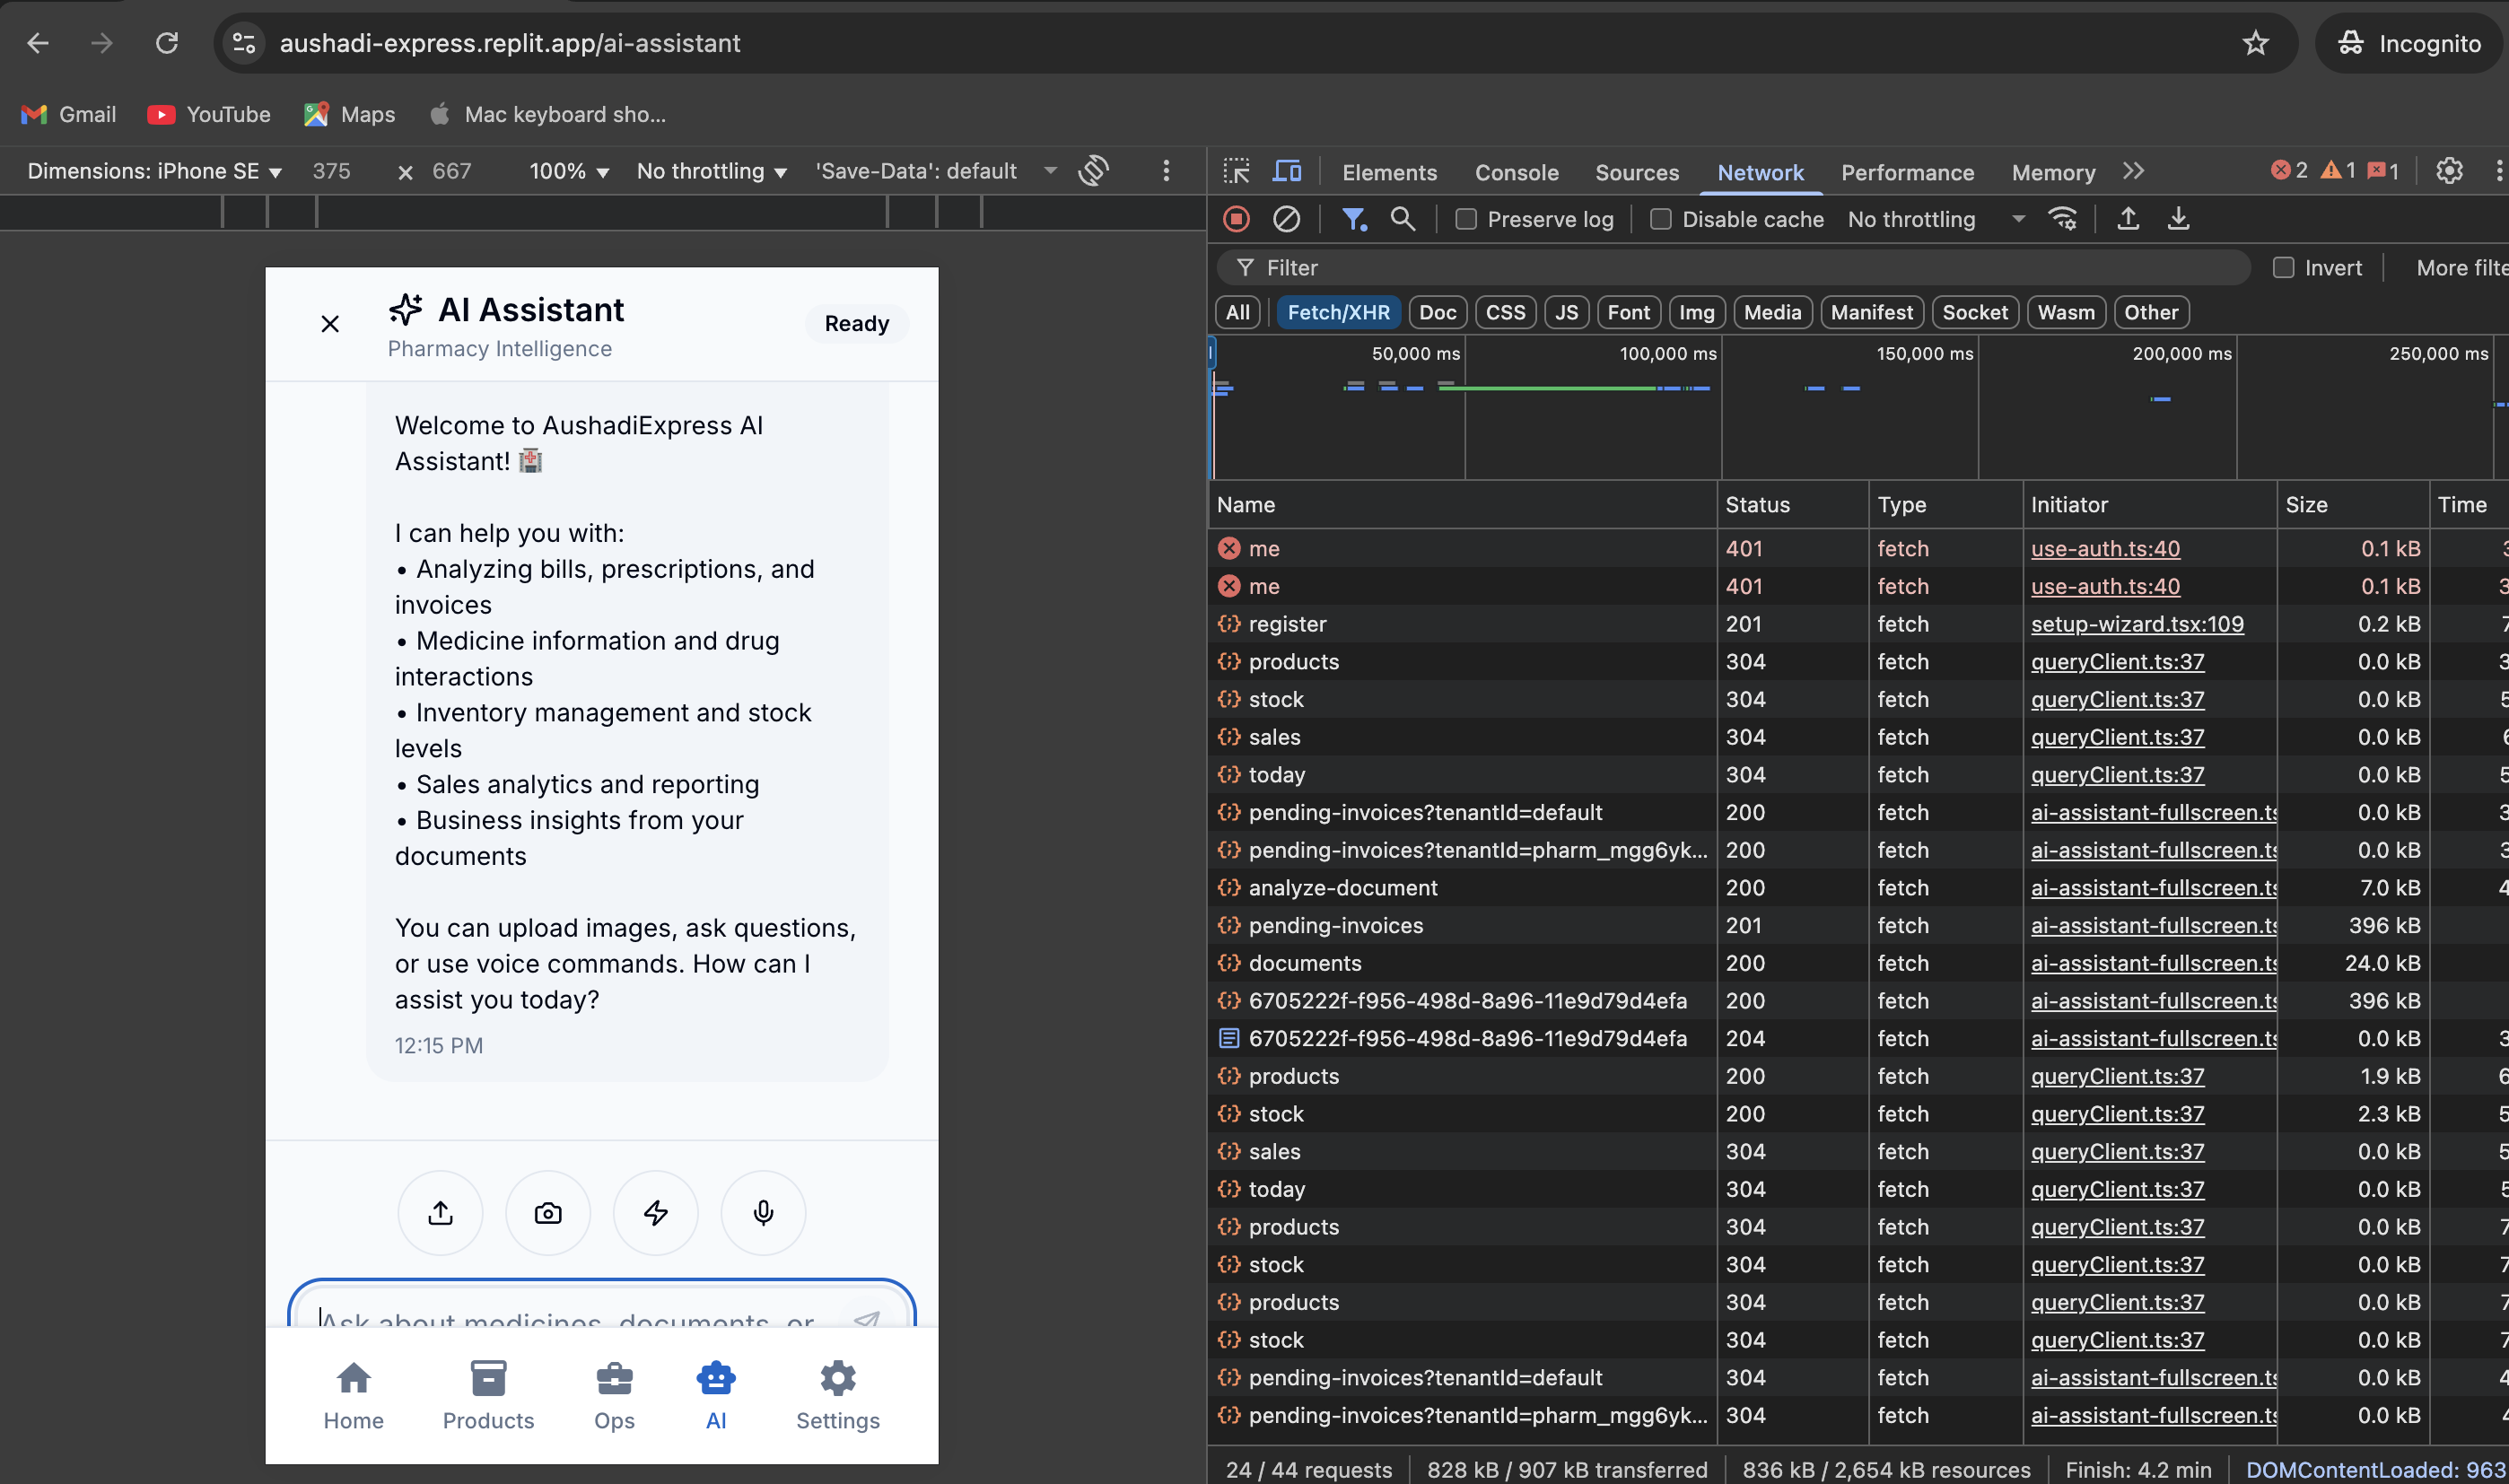 aushadi-express.replit.app/ai-assistant
Incognito
Gmail
YouTube
Maps
Mac keyboard sho...
Dimensions: iPhone SE
375
×
667
100%
No throttling
'Save-Data': default
AI Assistant
Pharmacy Intelligence
Ready
Welcome to AushadiExpress AI
Assistant! 🏥
I can help you with:
• Analyzing bills, prescriptions, and
invoices
• Medicine information and drug
interactions
• Inventory management and stock
levels
• Sales analytics and reporting
• Business insights from your
documents
You can upload images, ask questions,
or use voice commands. How can I
assist you today?
12:15 PM
Ask about medicines, documents, or
Home
Products
Ops
AI
Settings
Elements
Console
Sources
Network
Performance
Memory
2
1
1
Preserve log
Disable cache
No throttling
Filter
Invert
More filte
All
Fetch/XHR
Doc
CSS
JS
Font
Img
Media
Manifest
Socket
Wasm
Other
50,000 ms
100,000 ms
150,000 ms
200,000 ms
250,000 ms
Name Status Type Initiator Size Time
me 401 fetch use-auth.ts:40 0.1 kB
me 401 fetch use-auth.ts:40 0.1 kB 3
register 201 fetch setup-wizard.tsx:109 0.2 kB 7
products 304 fetch queryClient.ts:37 0.0 kB 3
stock 304 fetch queryClient.ts:37 0.0 kB 5
sales 304 fetch queryClient.ts:37 0.0 kB 6
today 304 fetch queryClient.ts:37 0.0 kB 5
pending-invoices?tenantId=default 200 fetch ai-assistant-fullscreen.ts 0.0 kB 3
pending-invoices?tenantId=pharm_mgg6yk... 200 fetch ai-assistant-fullscreen.ts 0.0 kB 3
analyze-document 200 fetch ai-assistant-fullscreen.ts 7.0 kB 4
pending-invoices 201 fetch ai-assistant-fullscreen.ts 396 kB
documents 200 fetch ai-assistant-fullscreen.ts 24.0 kB
6705222f-f956-498d-8a96-11e9d79d4efa 200 fetch ai-assistant-fullscreen.ts 396 kB
6705222f-f956-498d-8a96-11e9d79d4efa 204 fetch ai-assistant-fullscreen.ts 0.0 kB 3
products 200 fetch queryClient.ts:37 1.9 kB 6
stock 200 fetch queryClient.ts:37 2.3 kB 5
sales 304 fetch queryClient.ts:37 0.0 kB 5
today 304 fetch queryClient.ts:37 0.0 kB 5
products 304 fetch queryClient.ts:37 0.0 kB 7
stock 304 fetch queryClient.ts:37 0.0 kB 7
products 304 fetch queryClient.ts:37 0.0 kB 7
stock 304 fetch queryClient.ts:37 0.0 kB 7
pending-invoices?tenantId=default 304 fetch ai-assistant-fullscreen.ts 0.0 kB 4
pending-invoices?tenantId=pharm_mgg6yk... 304 fetch ai-assistant-fullscreen.ts 0.0 kB
24 / 44 requests
828 kB / 907 kB transferred
836 kB / 2,654 kB resources
Finish: 4.2 min
DOMContentLoaded: 963